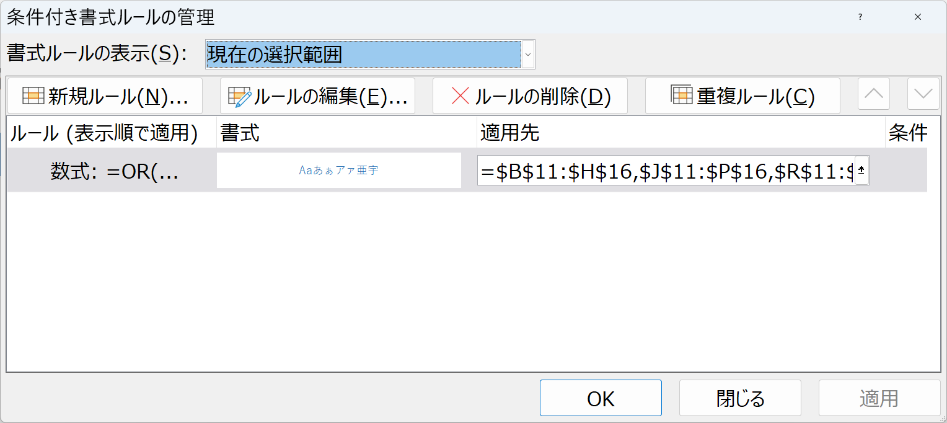 条件付き書式ルールの管理 ?
書式ルールの表示(S): 現在の選択範囲
新規ルール(N)... ルールの編集(E)... ルールの削除(D) 重複ルール(C)
ルール (表示順で適用) 書式 適用先 条件
数式: =OR(... Aaあぁアァ亜宇 =$B$11:$H$16,$J$11:$P$16,$R$11:$
OK 閉じる 適用